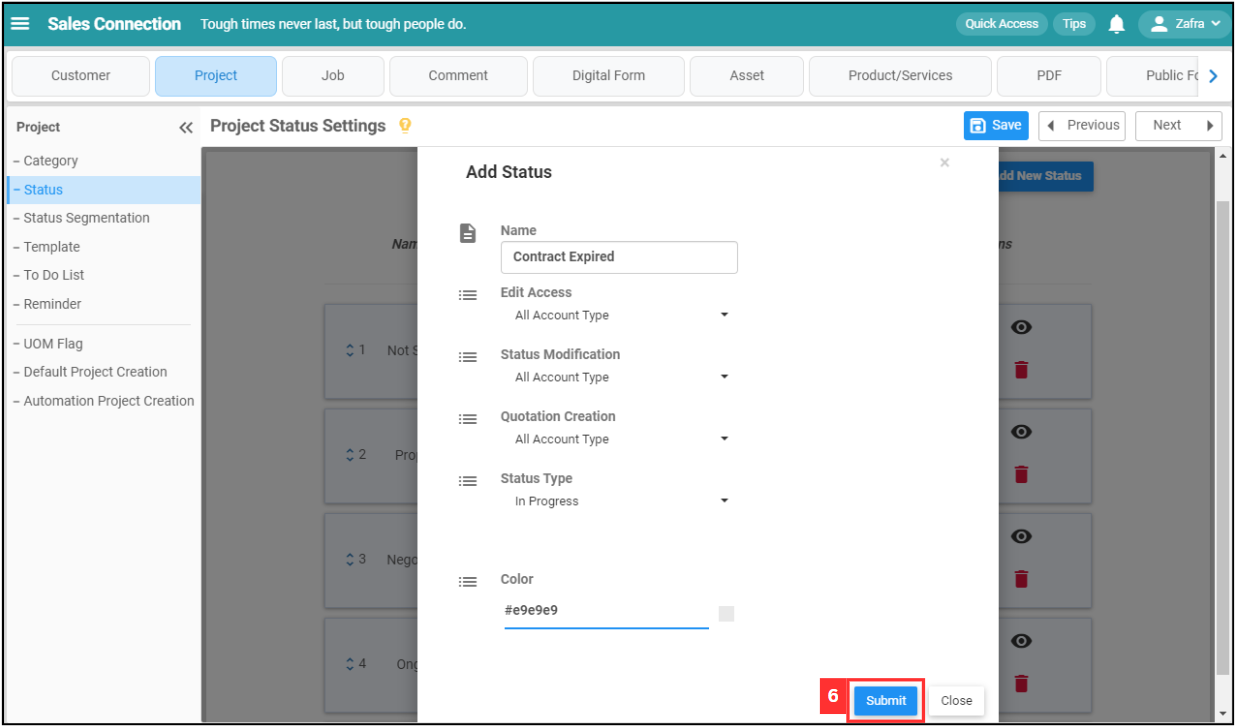 Sales Connection Tough times never last, but tough people do. Quick Access Tips Zafra
Customer Project Job Comment Digital Form Asset Product/Services PDF Public Fo
Project Project Status Settings Save Previous Next
– Category
– Status
– Status Segmentation
– Template
– To Do List
– Reminder
– UOM Flag
– Default Project Creation
– Automation Project Creation
dd New Status
Nam
ns
1 Not S
2 Pro
3 Nego
4 Ong
Add Status
Name
Contract Expired
Edit Access
All Account Type
Status Modification
All Account Type
Quotation Creation
All Account Type
Status Type
In Progress
Color
#e9e9e9
6 Submit Close